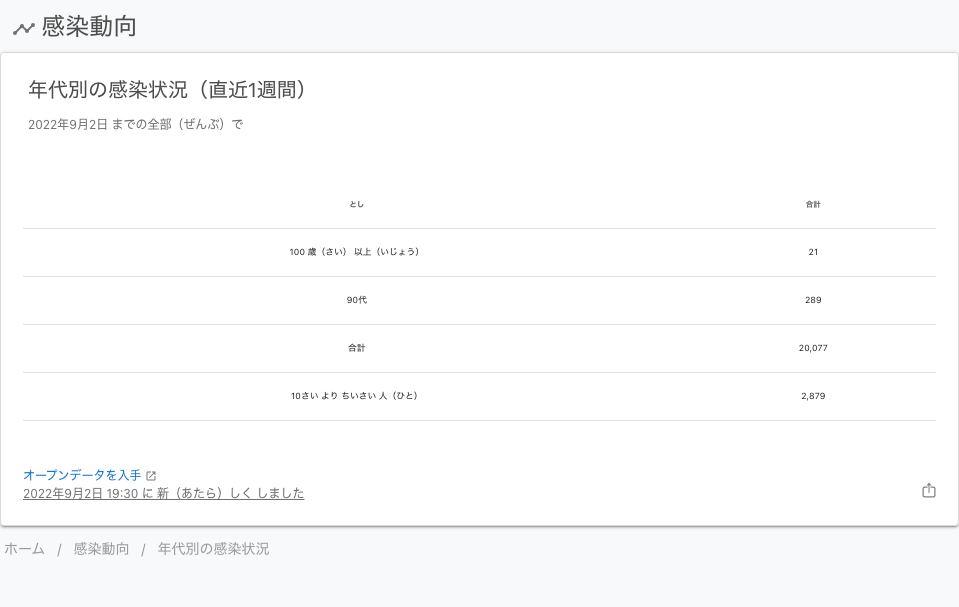 感染動向
年代別の感染状況（直近1週間）
2022年9月2日 までの全部（ぜんぶ）で
とし 合計
100 歳（さい） 以上（いじょう） 21
90代 289
合計 20,077
10さい より ちいさい 人（ひと） 2,879
オープンデータを入手
2022年9月2日 19:30 に 新（あたら）しく しました
ホーム / 感染動向 / 年代別の感染状況